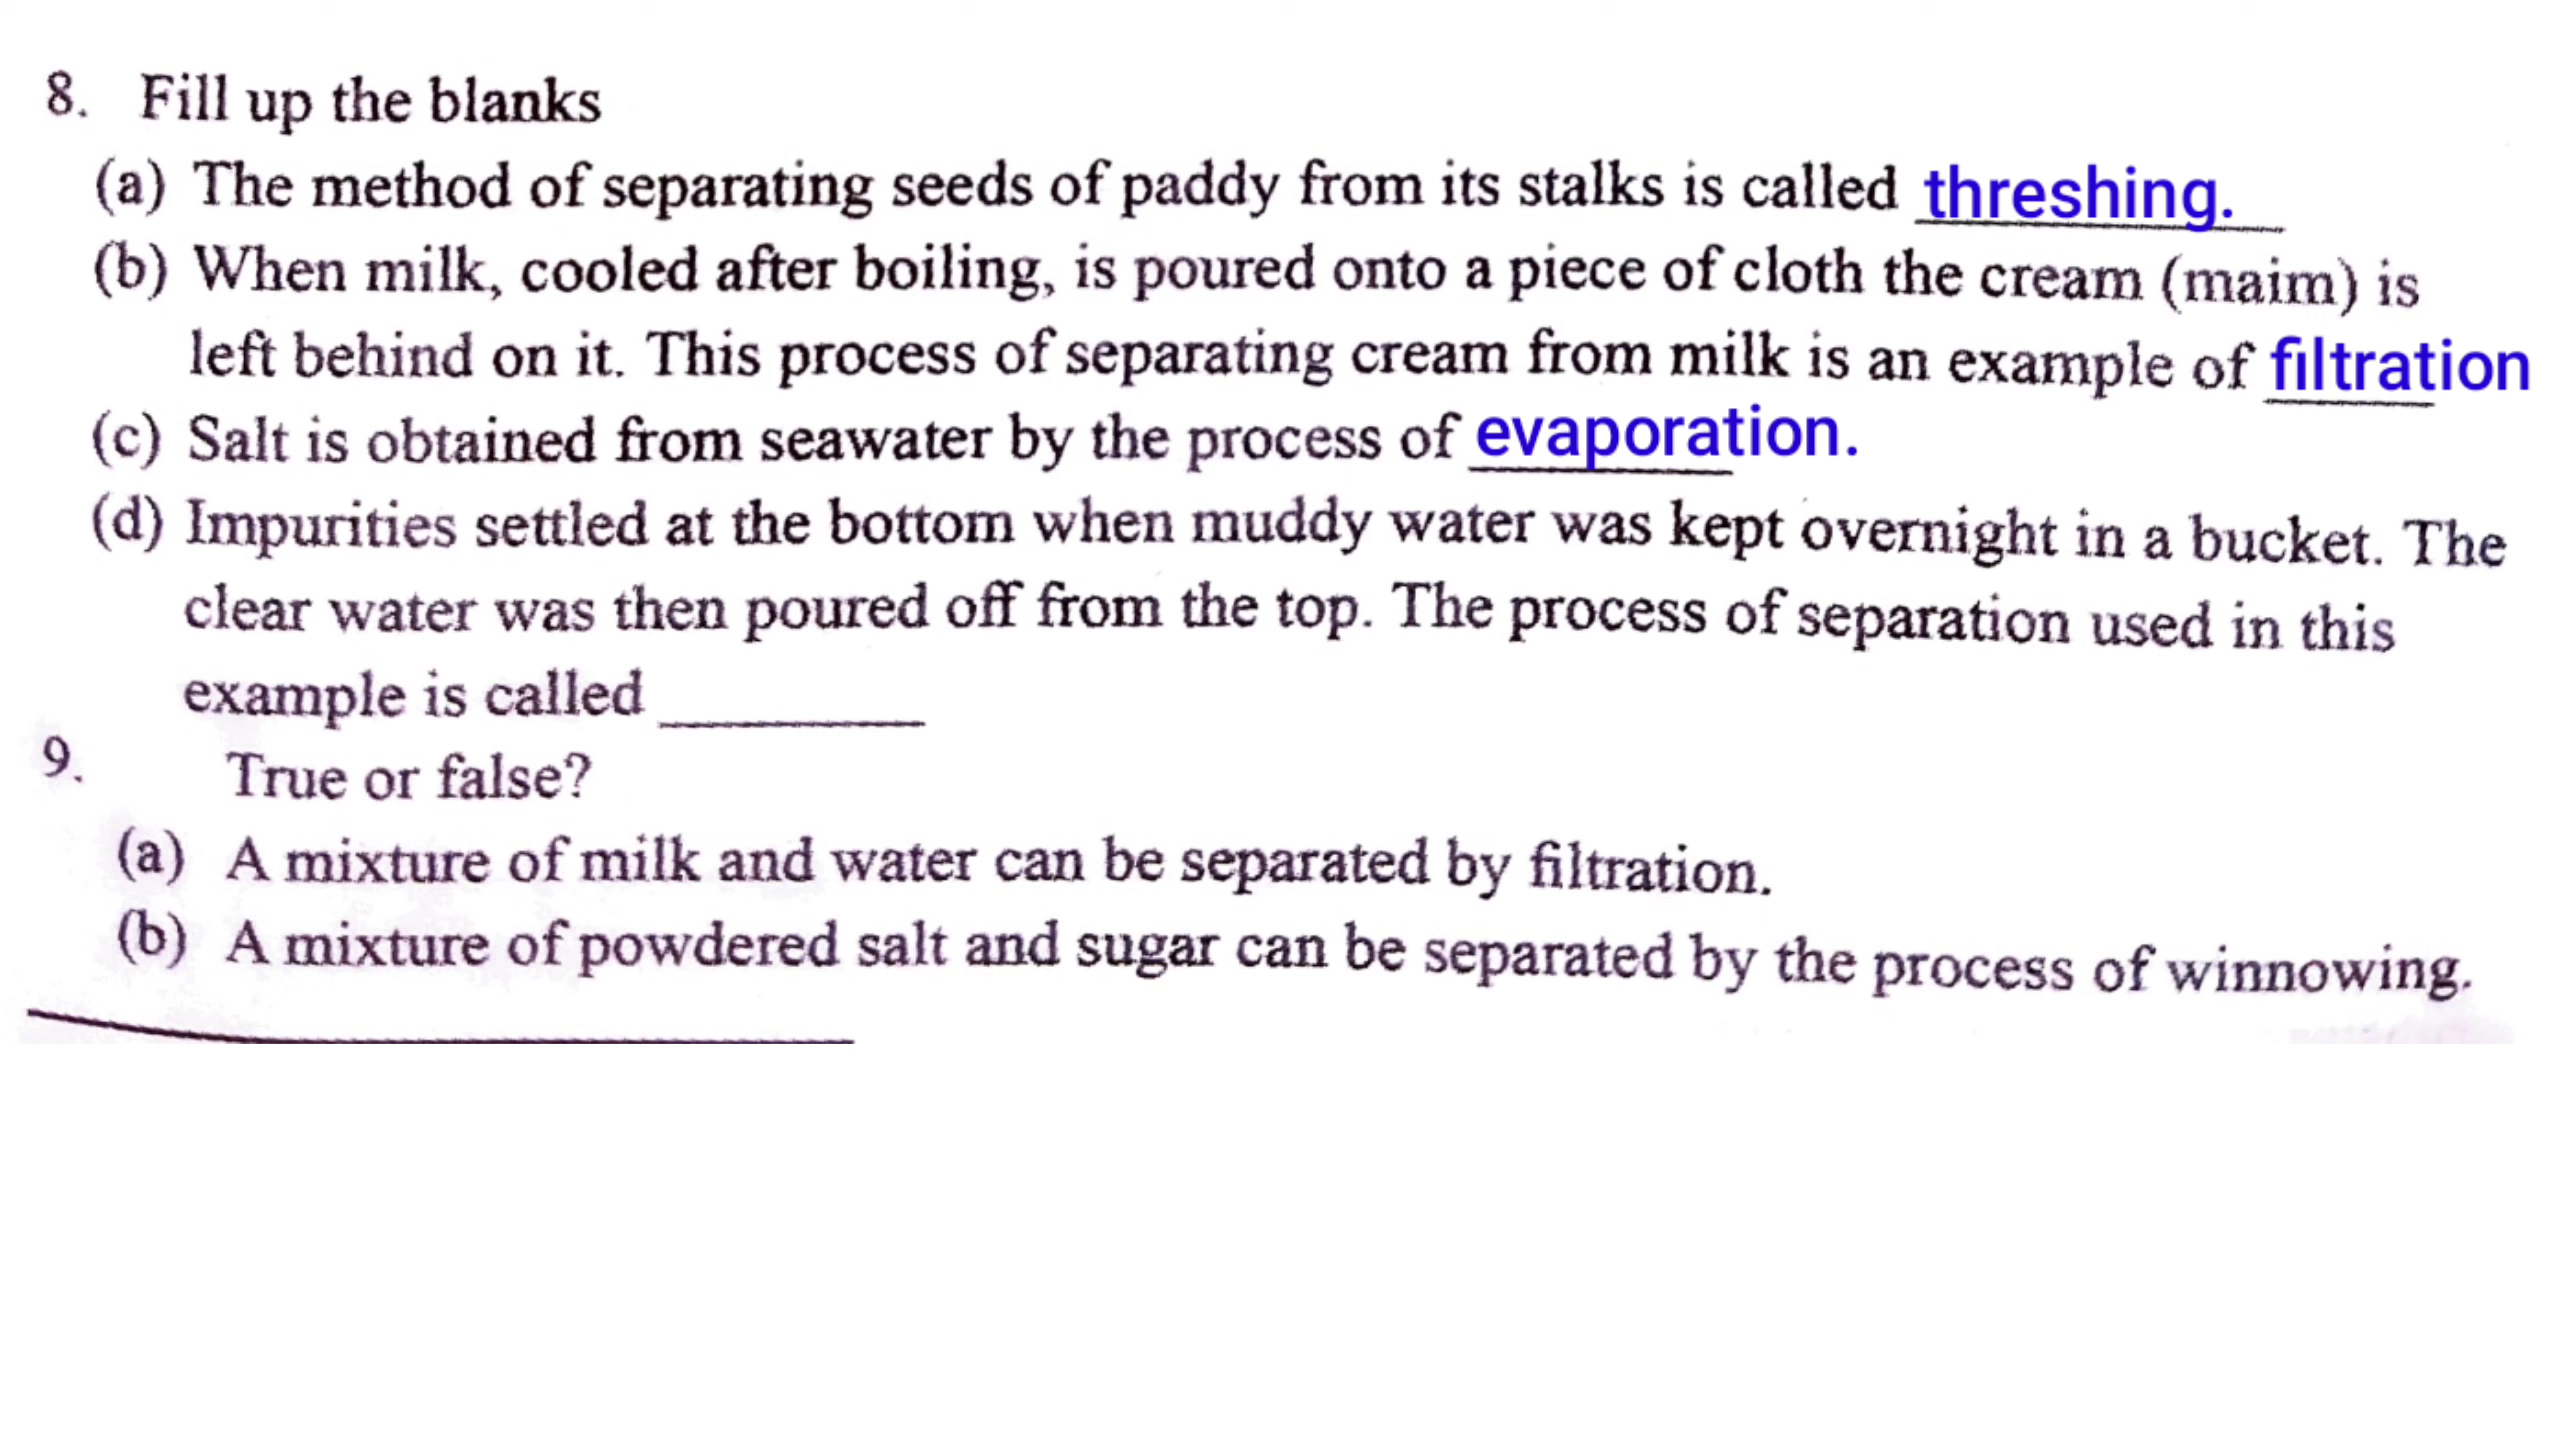 8. Fill up the blanks
(a) The method of separating seeds of paddy from its stalks is called threshing.
(b) When milk, cooled after boiling, is poured onto a piece of cloth the cream (maim) is
left behind on it. This process of separating cream from milk is an example of filtration
(c) Salt is obtained from seawater by the process of evaporation.
(d) Impurities settled at the bottom when muddy water was kept overnight in a bucket. The
clear water was then poured off from the top. The process of separation used in this
example is called ________
9. True or false?
(a) A mixture of milk and water can be separated by filtration.
(b) A mixture of powdered salt and sugar can be separated by the process of winnowing.